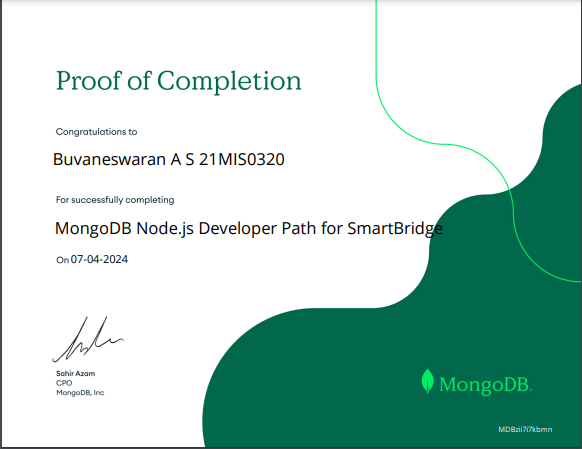 Proof of Completion
Congratulations to
Buvaneswaran A S 21MIS0320
For successfully completing
MongoDB Node.js Developer Path for SmartBridge
On 07-04-2024
Sahir Azam
CPO
MongoDB, Inc
MongoDB.
MDBzii7i7kbmn